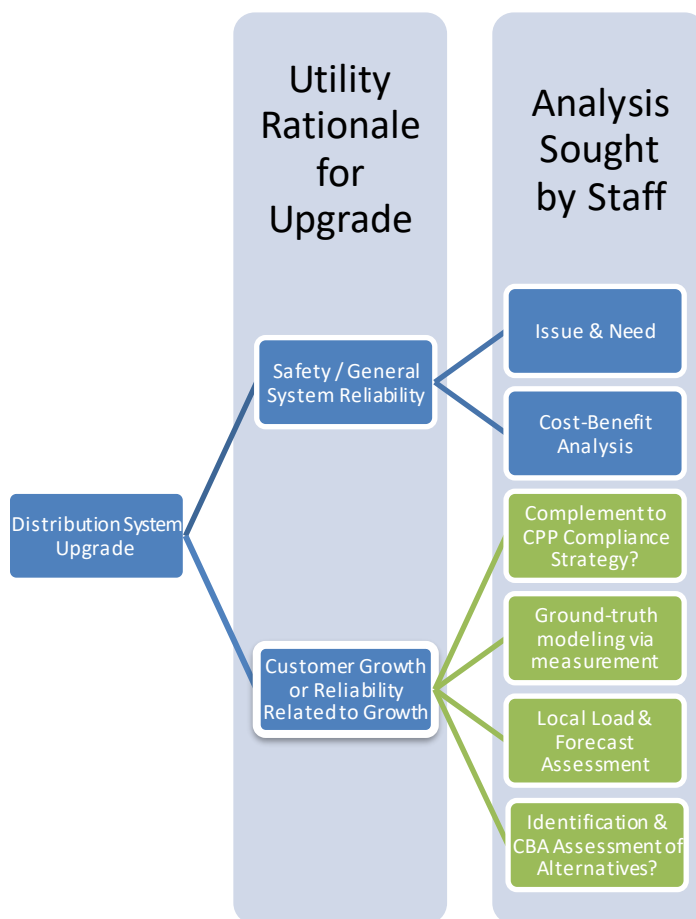 Utility
Rationale
for
Upgrade
Analysis
Sought
by Staff
Distribution System
Upgrade
Safety / General
System Reliability
Customer Growth
or Reliability
Related to Growth
Issue & Need
Cost-Benefit
Analysis
Complement to
CPP Compliance
Strategy?
Ground-truth
modeling via
measurement
Local Load &
Forecast
Assessment
Identification &
CBA Assessment of
Alternatives?